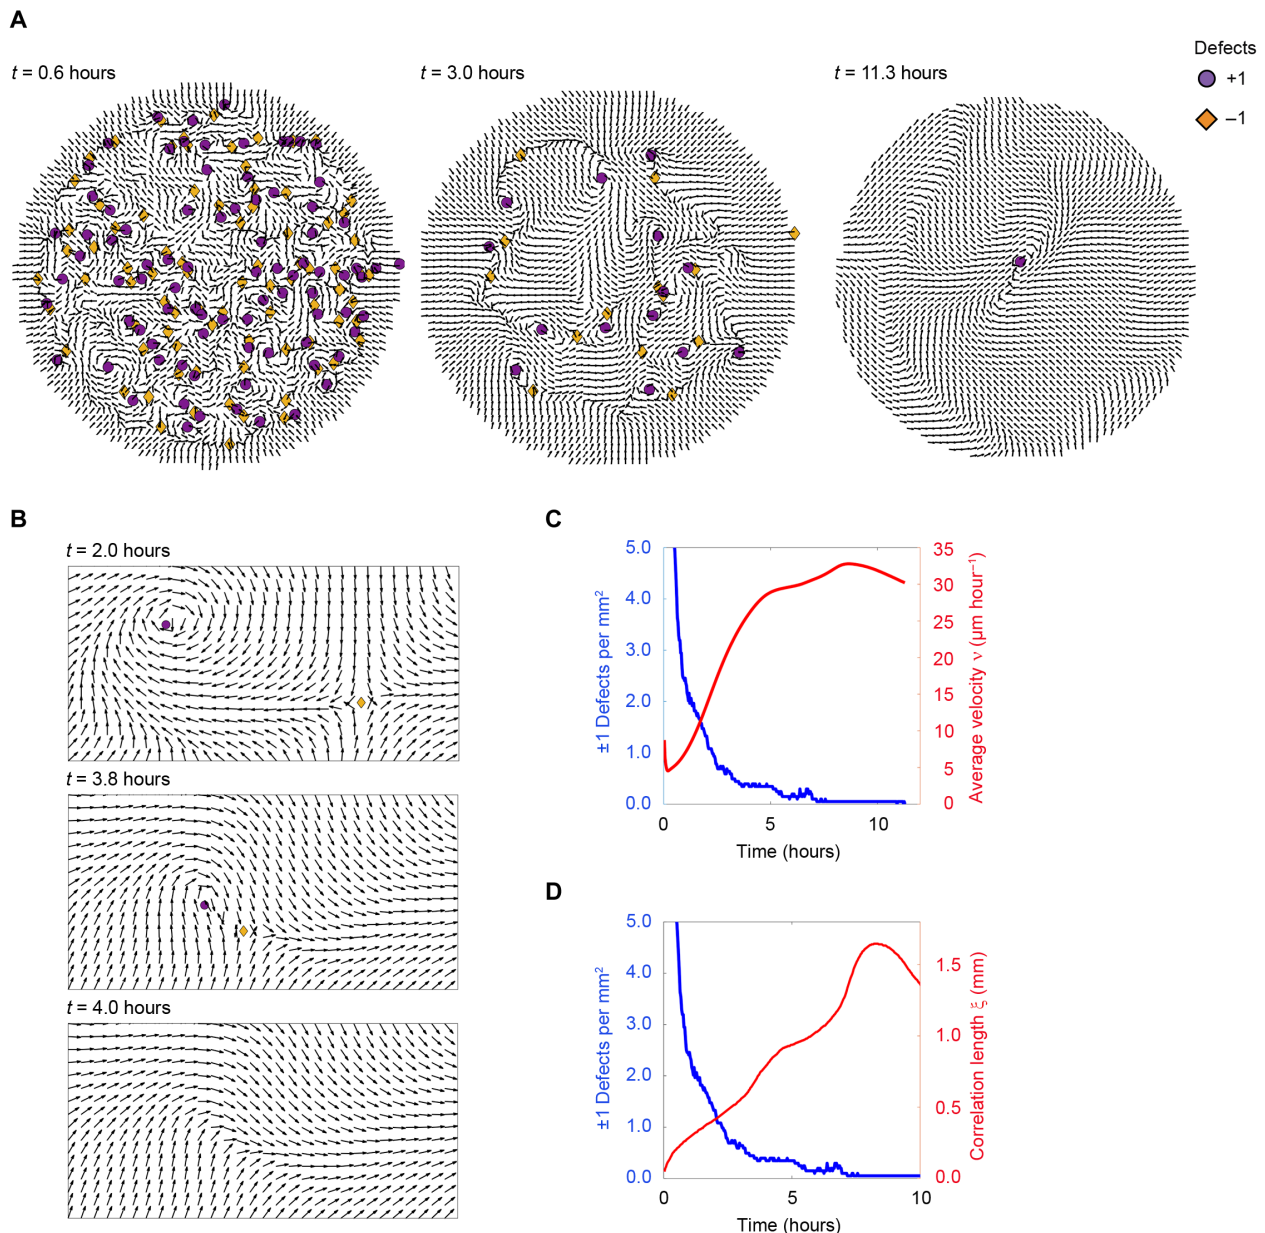 A
t = 0.6 hours
t = 3.0 hours
t = 11.3 hours
Defects
+1
–1
B
t = 2.0 hours
t = 3.8 hours
t = 4.0 hours
C
5.0
4.0
3.0
2.0
1.0
0.0
±1 Defects per mm²
35
30
25
20
15
10
5
0
Average velocity ν (μm hour⁻¹)
0
5
10
Time (hours)
D
5.0
4.0
3.0
2.0
1.0
0.0
±1 Defects per mm²
1.5
1.0
0.5
0.0
Correlation length ξ (mm)
0
5
10
Time (hours)